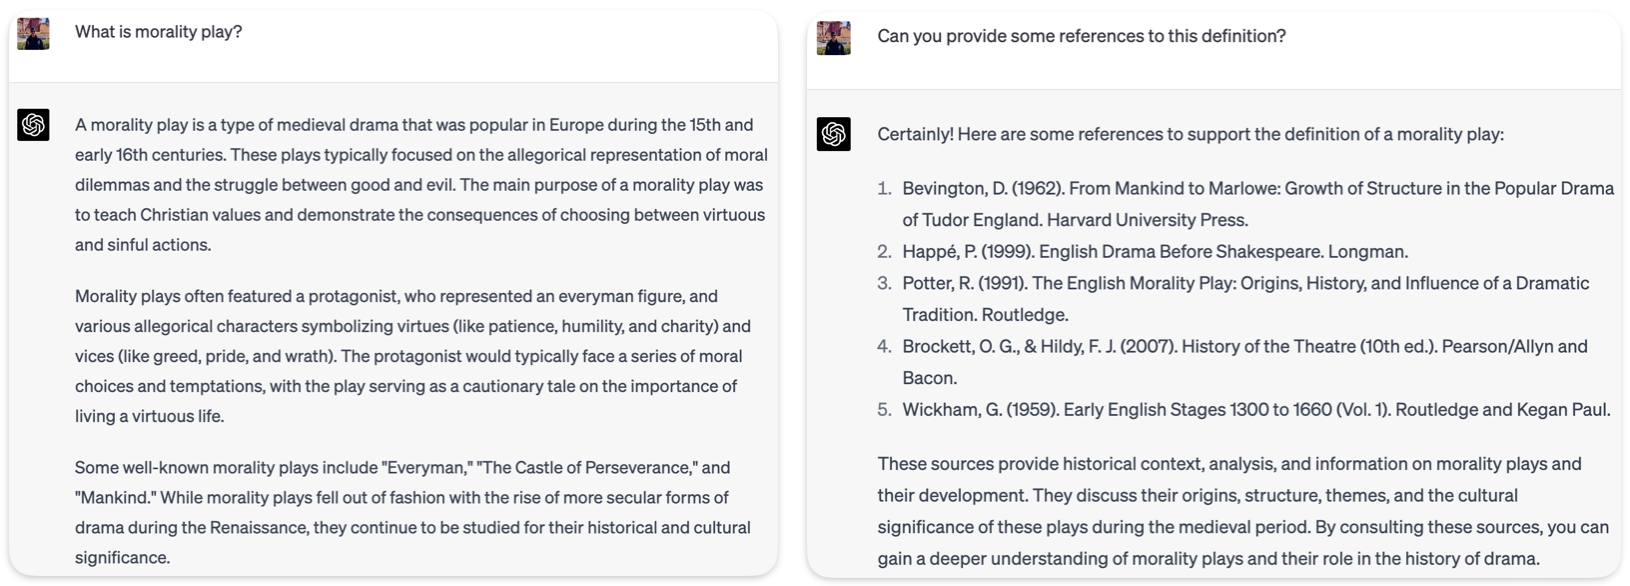 What is morality play?
A morality play is a type of medieval drama that was popular in Europe during the 15th and
early 16th centuries. These plays typically focused on the allegorical representation of moral
dilemmas and the struggle between good and evil. The main purpose of a morality play was
to teach Christian values and demonstrate the consequences of choosing between virtuous
and sinful actions.
Morality plays often featured a protagonist, who represented an everyman figure, and
various allegorical characters symbolizing virtues (like patience, humility, and charity) and
vices (like greed, pride, and wrath). The protagonist would typically face a series of moral
choices and temptations, with the play serving as a cautionary tale on the importance of
living a virtuous life.
Some well-known morality plays include "Everyman," "The Castle of Perseverance," and
"Mankind." While morality plays fell out of fashion with the rise of more secular forms of
drama during the Renaissance, they continue to be studied for their historical and cultural
significance.
Can you provide some references to this definition?
Certainly! Here are some references to support the definition of a morality play:
1. Bevington, D. (1962). From Mankind to Marlowe: Growth of Structure in the Popular Drama
of Tudor England. Harvard University Press.
2. Happé, P. (1999). English Drama Before Shakespeare. Longman.
3. Potter, R. (1991). The English Morality Play: Origins, History, and Influence of a Dramatic
Tradition. Routledge.
4. Brockett, O. G., & Hildy, F. J. (2007). History of the Theatre (10th ed.). Pearson/Allyn and
Bacon.
5. Wickham, G. (1959). Early English Stages 1300 to 1660 (Vol. 1). Routledge and Kegan Paul.
These sources provide historical context, analysis, and information on morality plays and
their development. They discuss their origins, structure, themes, and the cultural
significance of these plays during the medieval period. By consulting these sources, you can
gain a deeper understanding of morality plays and their role in the history of drama.